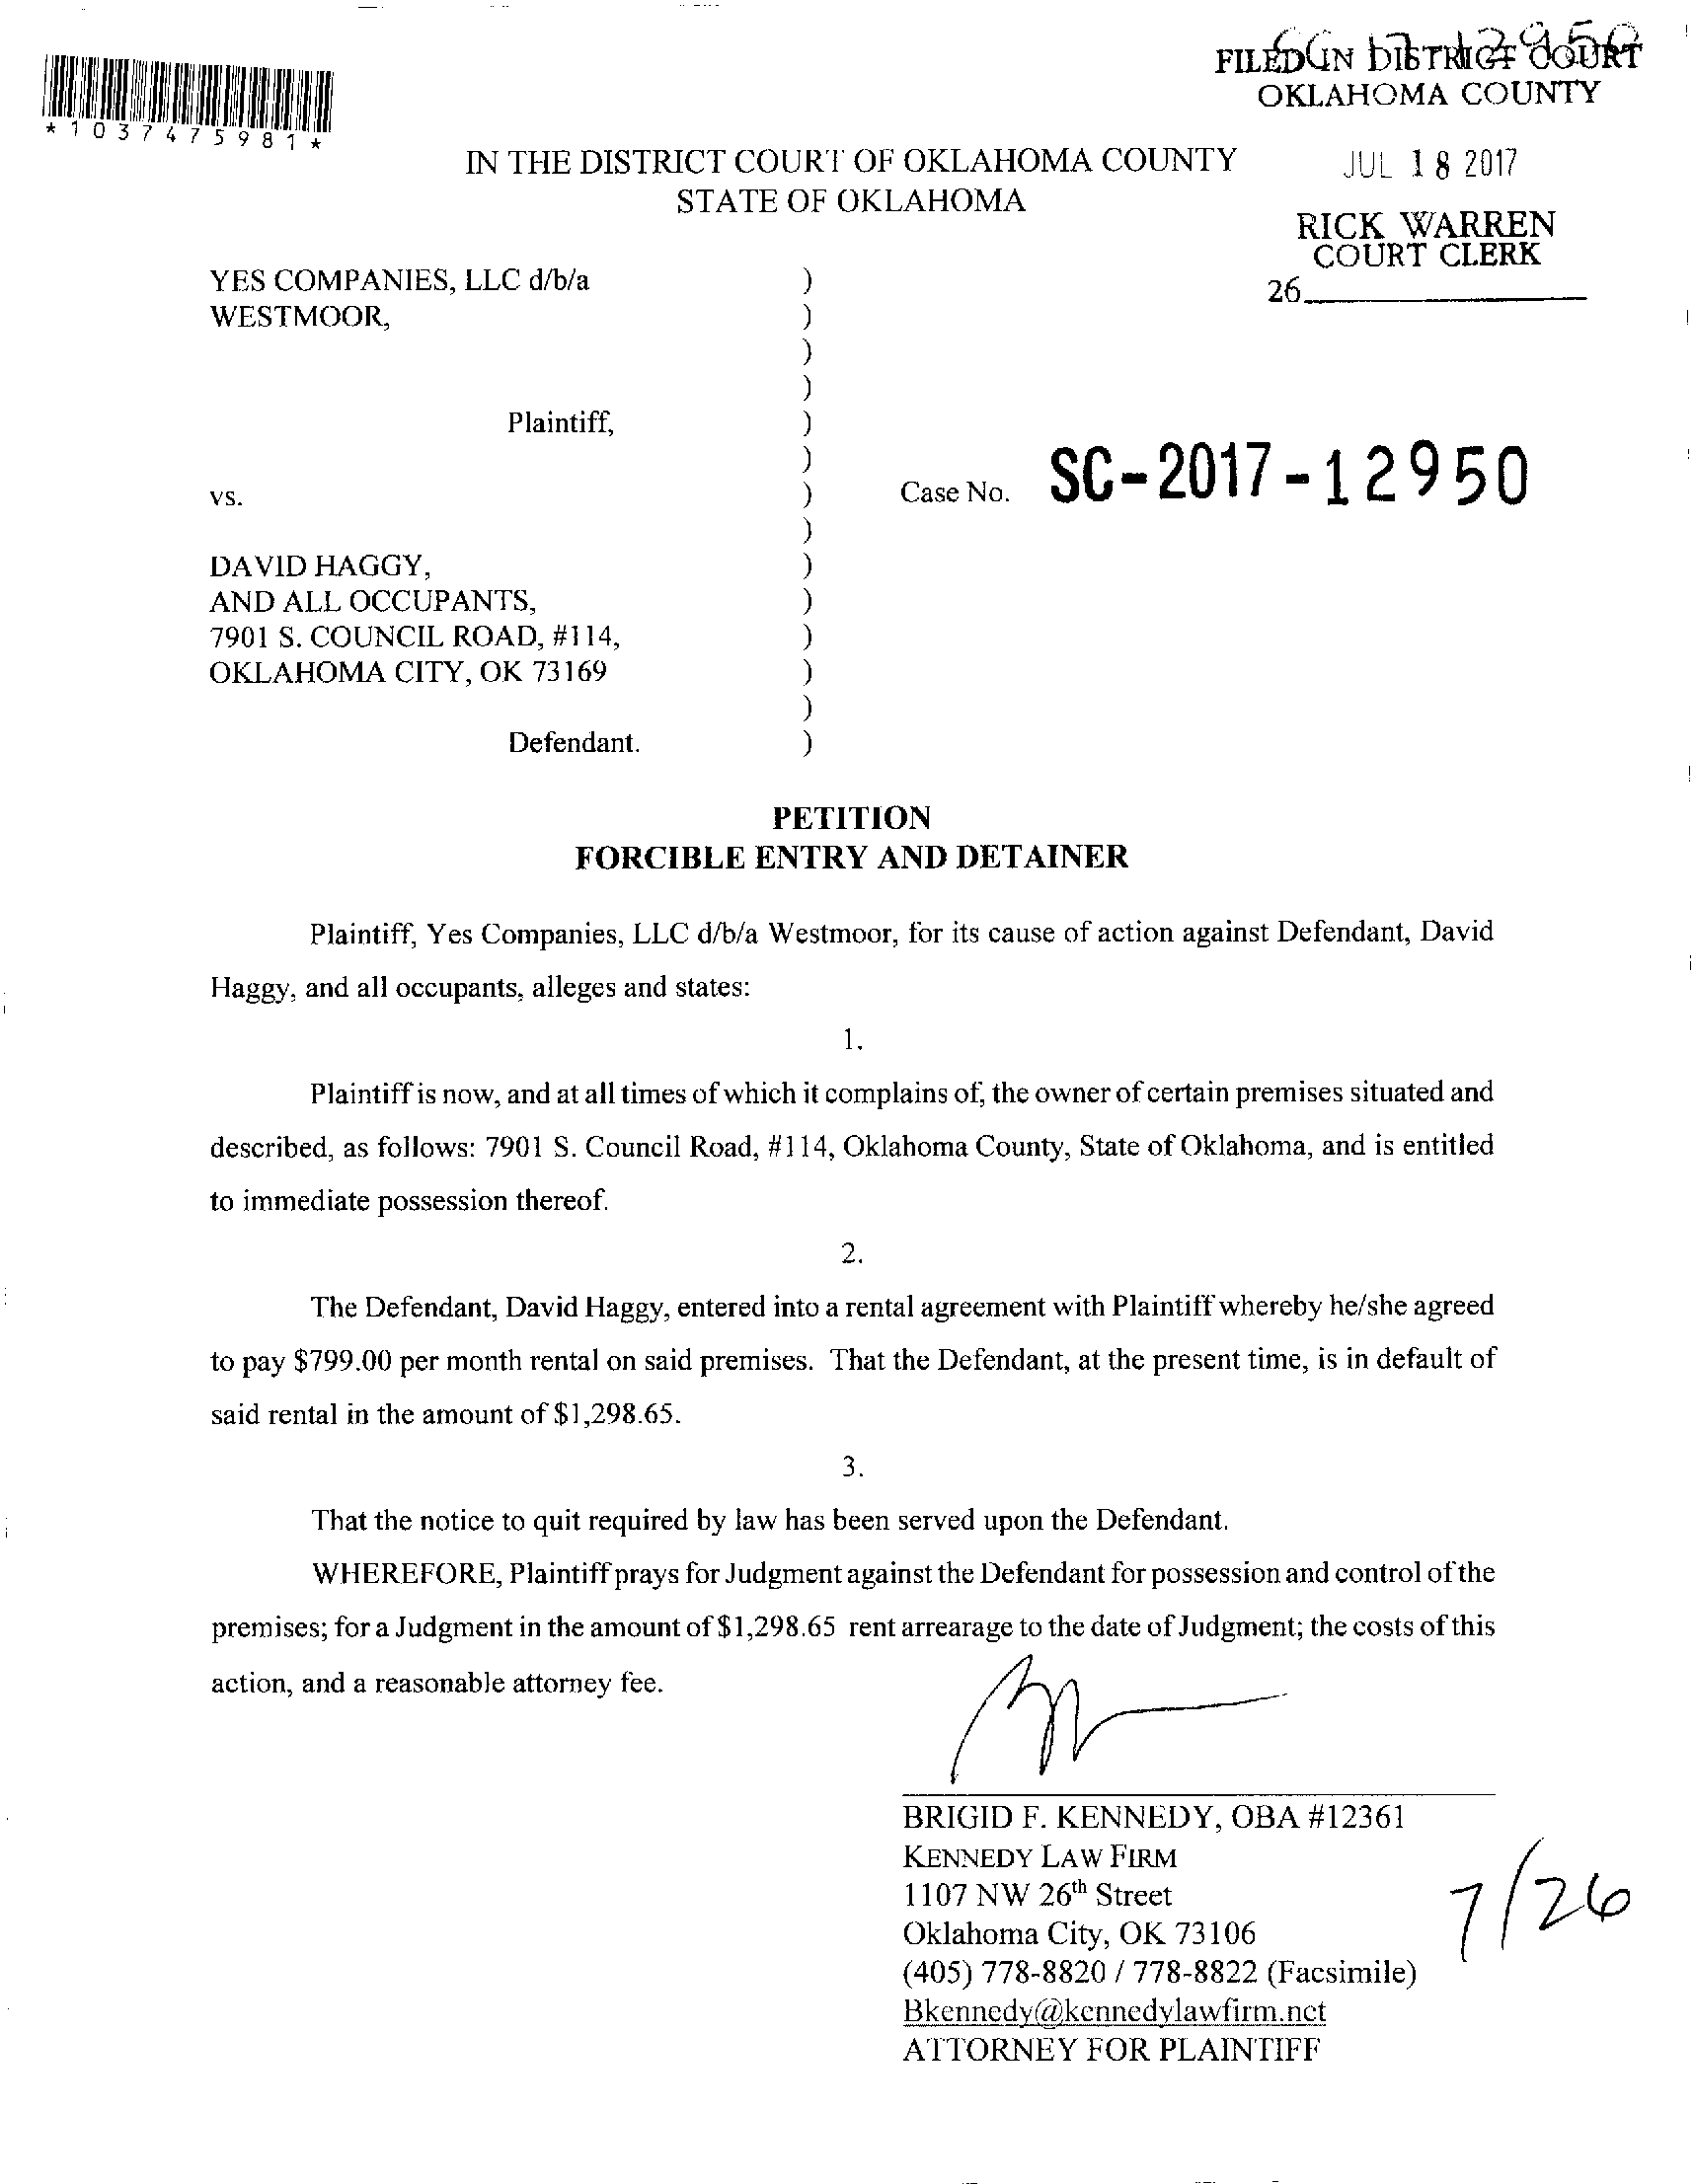 SC 17-12950
FILED IN DISTRICT COURT
OKLAHOMA COUNTY
*1037475981*
IN THE DISTRICT COURT OF OKLAHOMA COUNTY
STATE OF OKLAHOMA
JUL 18 2017
RICK WARREN
COURT CLERK
26
YES COMPANIES, LLC d/b/a )
WESTMOOR, )
)
)
Plaintiff, )
)
vs. ) Case No. SC-2017-12950
)
DAVID HAGGY, )
AND ALL OCCUPANTS, )
7901 S. COUNCIL ROAD, #114, )
OKLAHOMA CITY, OK 73169 )
)
Defendant. )
PETITION
FORCIBLE ENTRY AND DETAINER
Plaintiff, Yes Companies, LLC d/b/a Westmoor, for its cause of action against Defendant, David
Haggy, and all occupants, alleges and states:
1.
Plaintiff is now, and at all times of which it complains of, the owner of certain premises situated and
described, as follows: 7901 S. Council Road, #114, Oklahoma County, State of Oklahoma, and is entitled
to immediate possession thereof.
2.
The Defendant, David Haggy, entered into a rental agreement with Plaintiff whereby he/she agreed
to pay $799.00 per month rental on said premises. That the Defendant, at the present time, is in default of
said rental in the amount of $1,298.65.
3.
That the notice to quit required by law has been served upon the Defendant.
WHEREFORE, Plaintiff prays for Judgment against the Defendant for possession and control of the
premises; for a Judgment in the amount of $1,298.65 rent arrearage to the date of Judgment; the costs of this
action, and a reasonable attorney fee.
BRIGID F. KENNEDY, OBA #12361
KENNEDY LAW FIRM
1107 NW 26th Street
Oklahoma City, OK 73106
(405) 778-8820 / 778-8822 (Facsimile)
Bkennedy@kennedylawfirm.net
ATTORNEY FOR PLAINTIFF
7/26